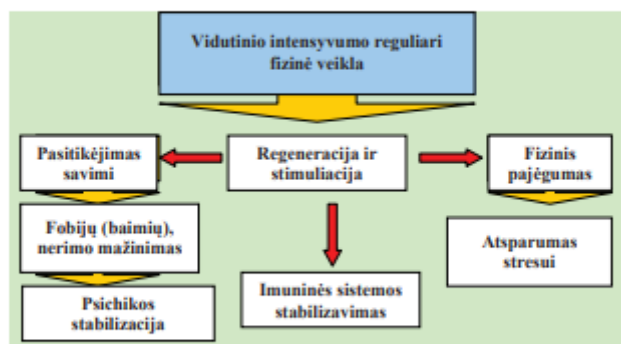 Vidutinio intensyvumo reguliari
fizinė veikla
Pasitikėjimas
savimi
Regeneracija ir
stimuliacija
Fizinis
pajėgumas
Fobijų (baimių),
nerimo mažinimas
Atsparumas
stresui
Psichikos
stabilizacija
Imuninės sistemos
stabilizavimas